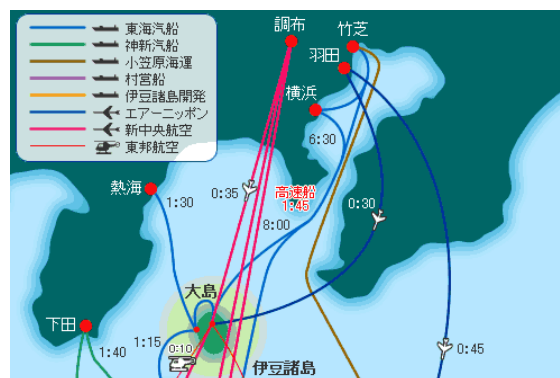 東海汽船
神新汽船
小笠原海運
村営船
伊豆諸島開発
エアーニッポン
新中央航空
東邦航空
調布
竹芝
羽田
横浜
6:30
熱海
1:30
0:35
高速船
1:45
0:30
8:00
大島
下田
1:15
1:40
0:10
0:45
伊豆諸島